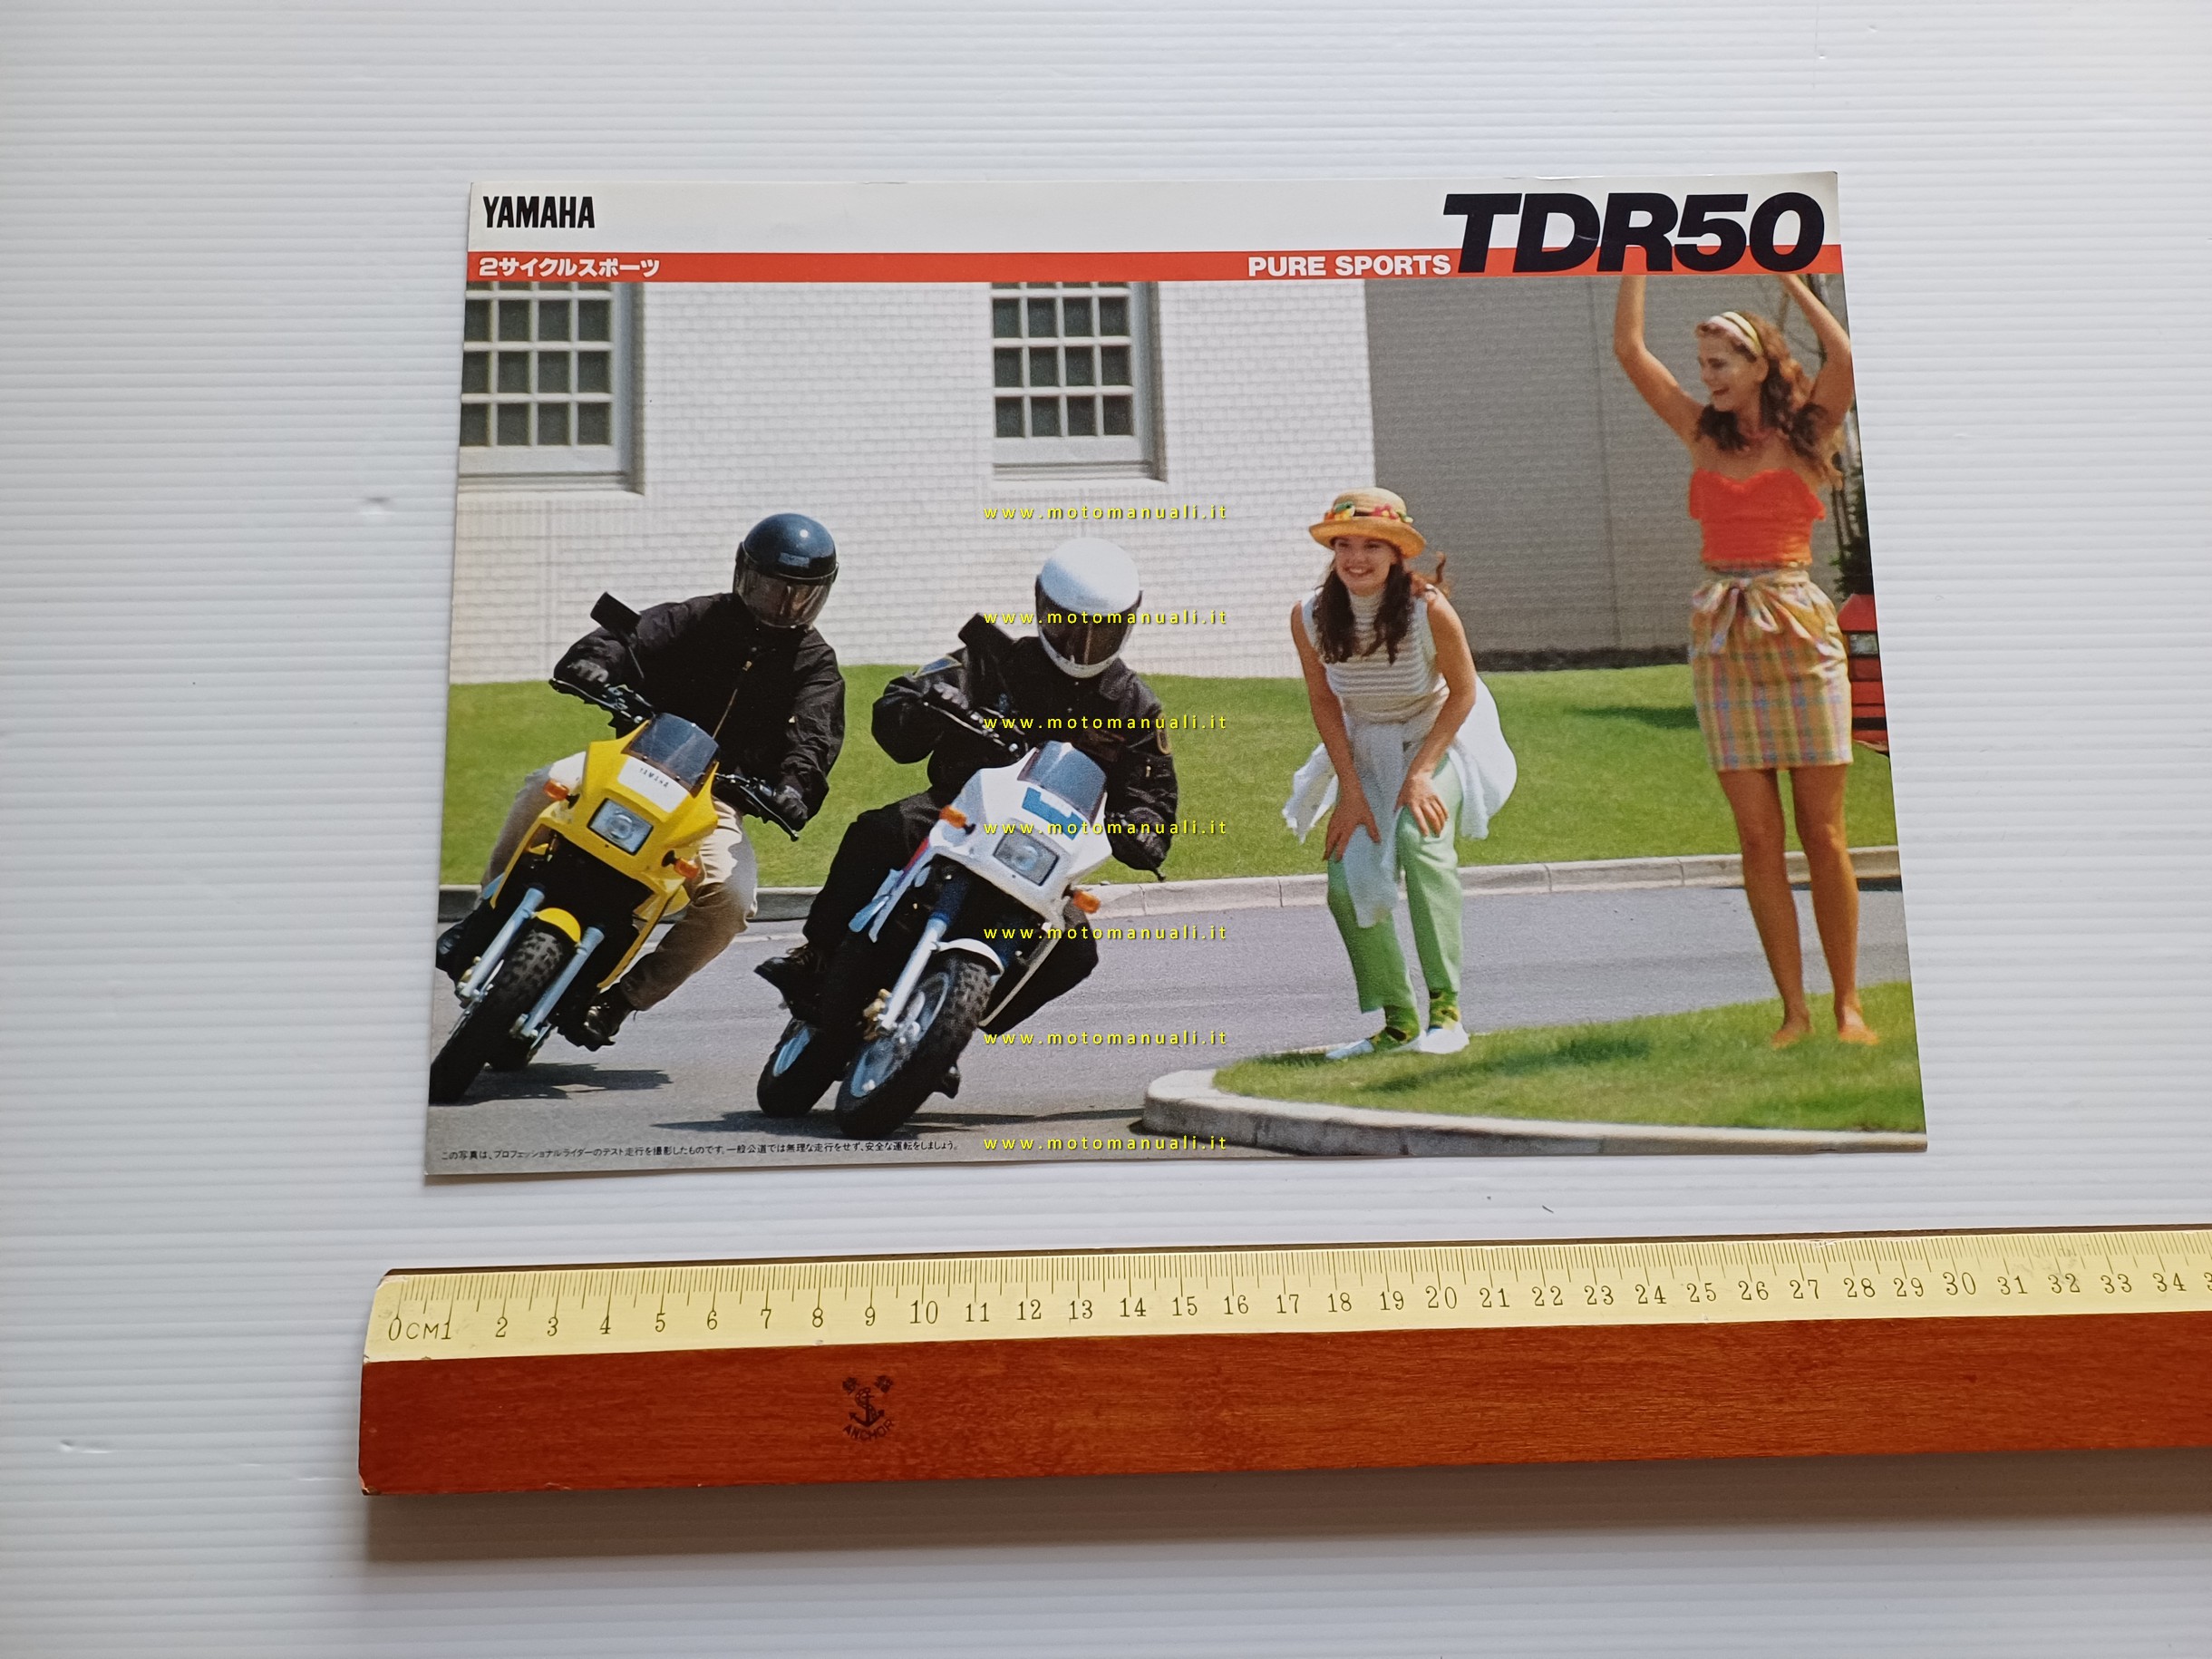 YAMAHA
TDR50
2サイクルスポーツ
PURE SPORTS
www.motomanuali.it
www.motomanuali.it
YAMAHA
www.motomanuali.it
www.motomanuali.it
www.motomanuali.it
www.motomanuali.it
この写真は、プロフェッショナルライダーのテスト走行を撮影したものです。一般公道では無理な走行をせず、安全な運転をしましょう。
www.motomanuali.it
0CM1 2 3 4 5 6 7 8 9 10 11 12 13 14 15 16 17 18 19 20 21 22 23 24 25 26 27 28 29 30 31 32 33 34
ANCHOR